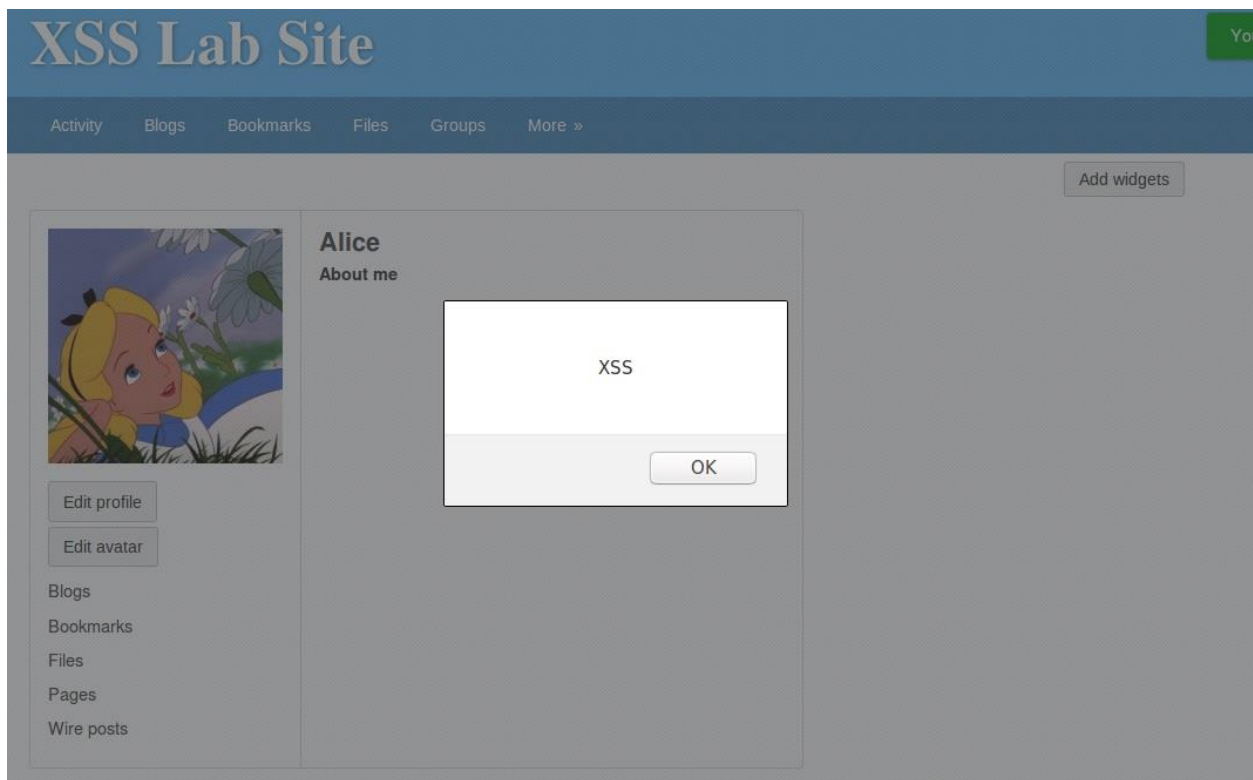 XSS Lab Site
Activity Blogs Bookmarks Files Groups More »
Add widgets
Alice
About me
XSS
OK
Edit profile
Edit avatar
Blogs
Bookmarks
Files
Pages
Wire posts